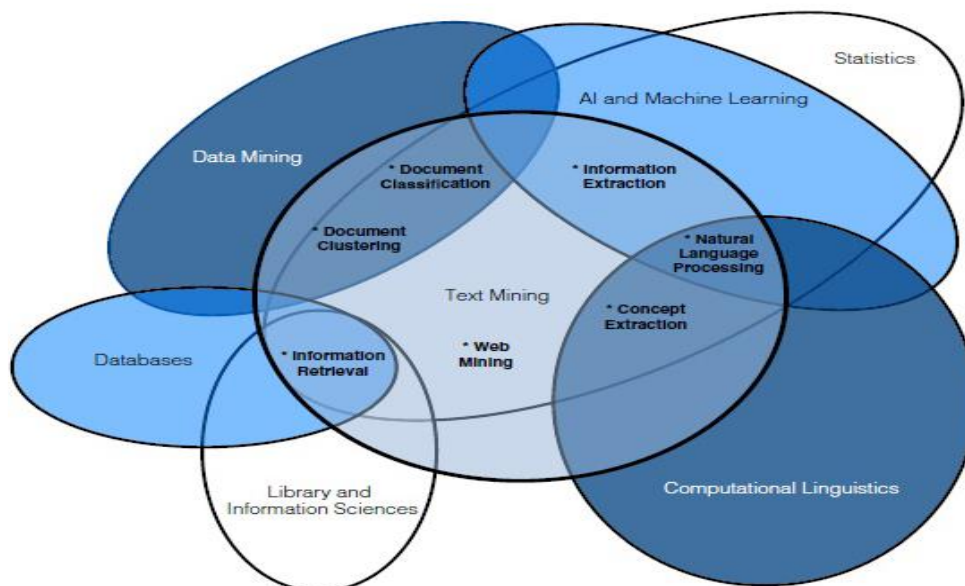 Statistics
AI and Machine Learning
Data Mining
* Document
Classification
* Information
Extraction
* Document
Clustering
* Natural
Language
Processing
Text Mining
* Concept
Extraction
Databases
* Information
Retrieval
* Web
Mining
Library and
Information Sciences
Computational Linguistics